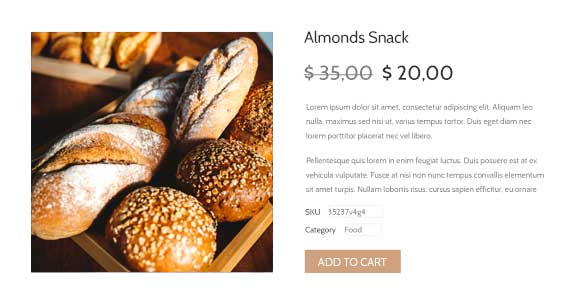 Almonds Snack
$ 35,00 $ 20,00
Lorem ipsum dolor sit amet, consectetur adipiscing elit. Aliquam leo
nulla, maximus sed nisi ut, varius tempus tortor. Duis eget diam nec
lorem porttitor placerat nec vel libero.
Pellentesque quis lorem in enim feugiat luctus. Duis posuere est at ex
vehicula vulputate. Fusce at nisi non nunc tempus convallis elementum
sit amet turpis. Nullam lobortis risus, cursus sapien efficitur, eu ornare
SKU 35237v4g4
Category Food
ADD TO CART